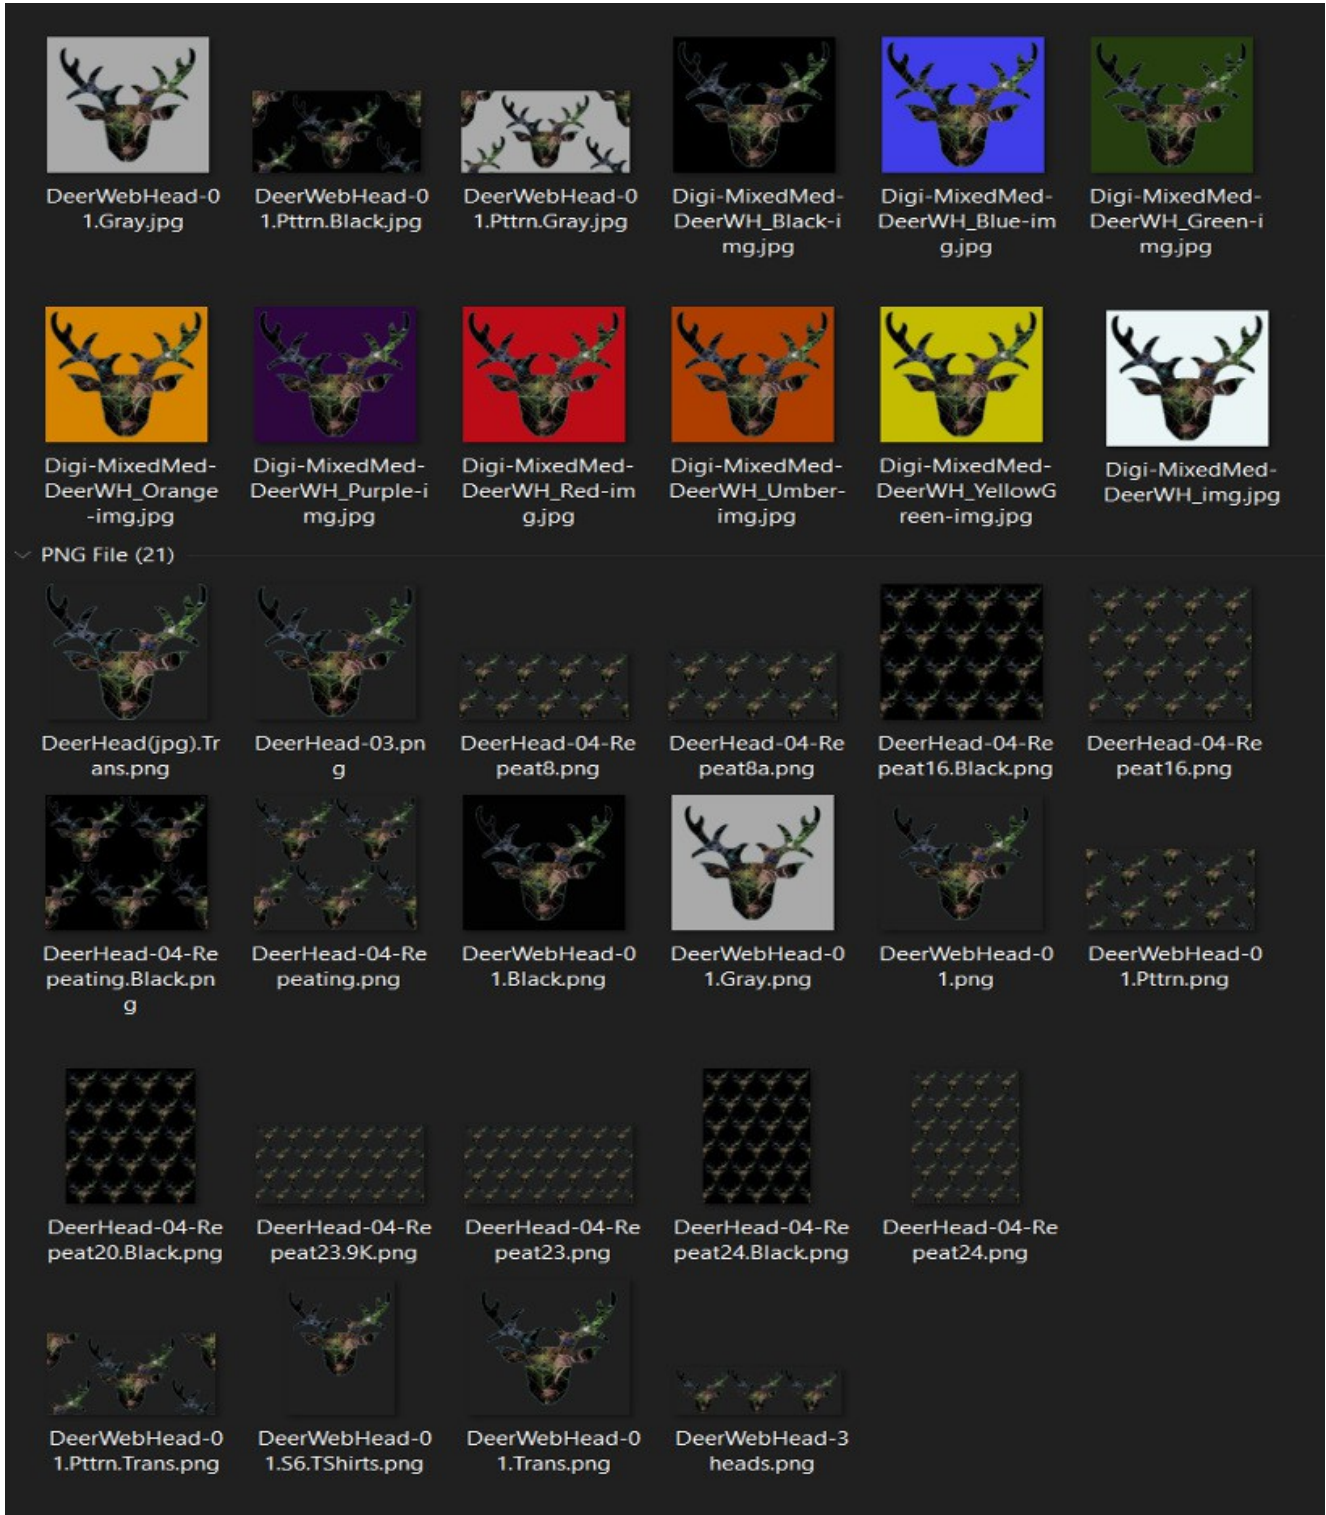 DeerWebHead-0
1.Gray.jpg
DeerWebHead-0
1.Pttrn.Black.jpg
DeerWebHead-0
1.Pttrn.Gray.jpg
Digi-MixedMed-
DeerWH_Black-i
mg.jpg
Digi-MixedMed-
DeerWH_Blue-im
g.jpg
Digi-MixedMed-
DeerWH_Green-i
mg.jpg
Digi-MixedMed-
DeerWH_Orange
-img.jpg
Digi-MixedMed-
DeerWH_Purple-i
mg.jpg
Digi-MixedMed-
DeerWH_Red-im
g.jpg
Digi-MixedMed-
DeerWH_Umber-
img.jpg
Digi-MixedMed-
DeerWH_YellowG
reen-img.jpg
Digi-MixedMed-
DeerWH_img.jpg
PNG File (21)
DeerHead(jpg).Tr
ans.png
DeerHead-03.pn
g
DeerHead-04-Re
peat8.png
DeerHead-04-Re
peat8a.png
DeerHead-04-Re
peat16.Black.png
DeerHead-04-Re
peat16.png
DeerHead-04-Re
peating.Black.pn
g
DeerHead-04-Re
peating.png
DeerWebHead-0
1.Black.png
DeerWebHead-0
1.Gray.png
DeerWebHead-0
1.png
DeerWebHead-0
1.Pttrn.png
DeerHead-04-Re
peat20.Black.png
DeerHead-04-Re
peat23.9K.png
DeerHead-04-Re
peat23.png
DeerHead-04-Re
peat24.Black.png
DeerHead-04-Re
peat24.png
DeerWebHead-0
1.Pttrn.Trans.png
DeerWebHead-0
1.S6.TShirts.png
DeerWebHead-0
1.Trans.png
DeerWebHead-3
heads.png